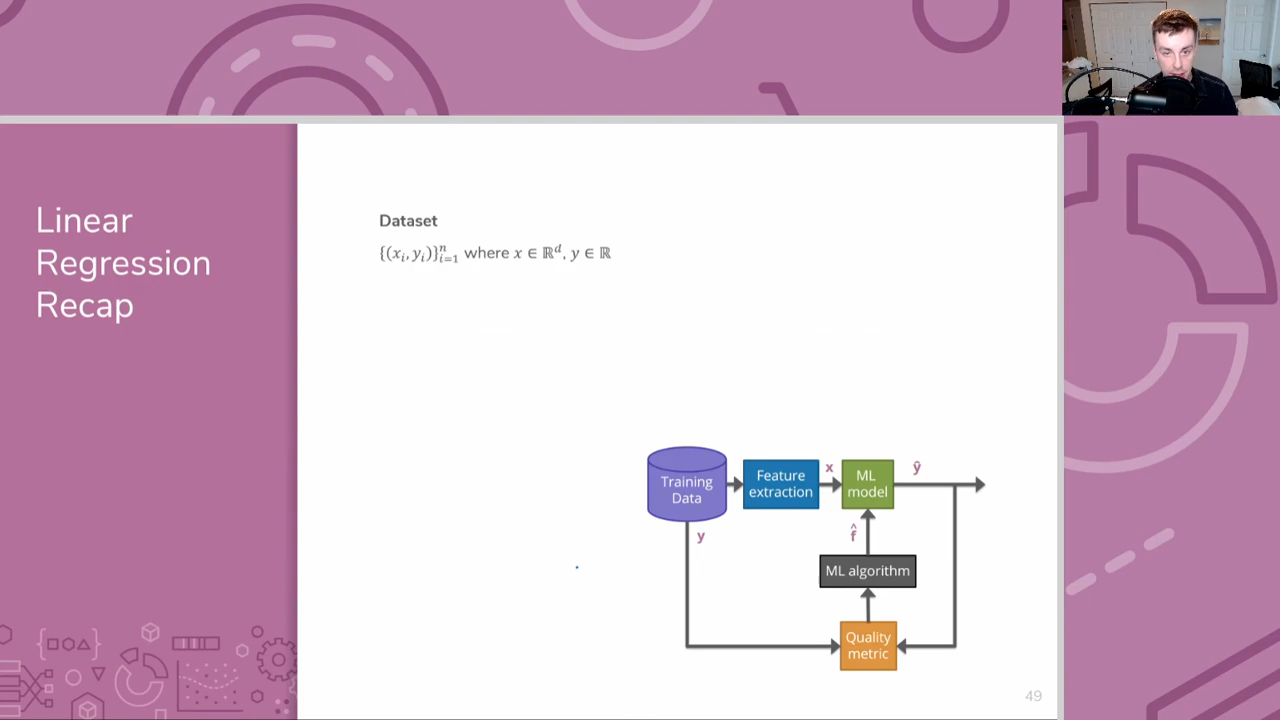 Linear
Regression
Recap
Dataset
{(xᵢ, yᵢ)}ⁿᵢ₌₁ where x ∈ ℝᵈ, y ∈ ℝ
Training
Data
Feature
extraction
x
ML
model
ŷ
y
f̂
ML algorithm
Quality
metric
49